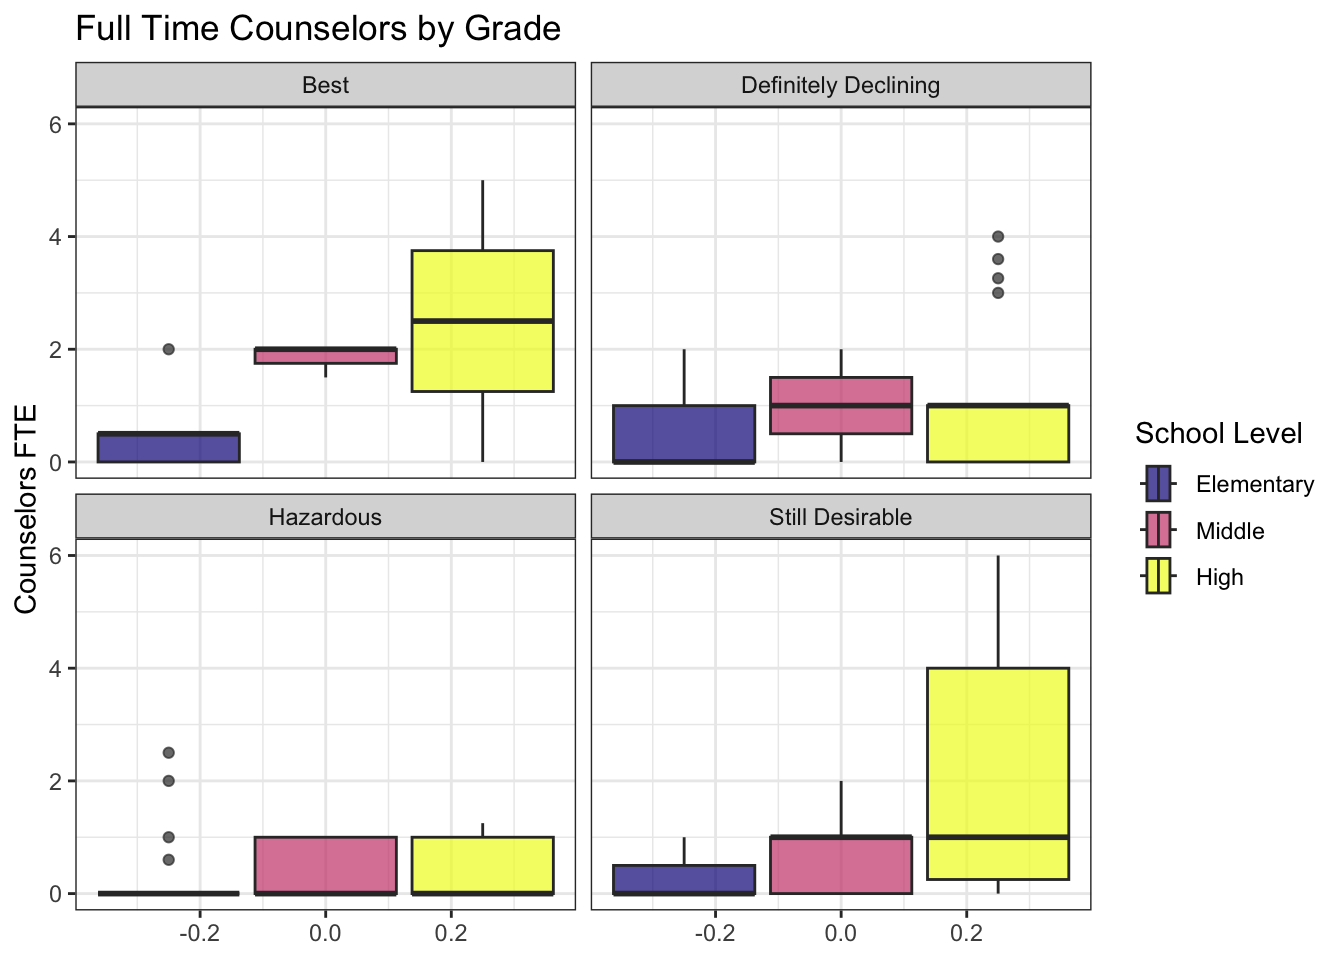 Full Time Counselors by Grade
Best
Definitely Declining
6
4
2
0
Hazardous
Still Desirable
6
4
2
0
-0.2
0.0
0.2
-0.2
0.0
0.2
Counselors FTE
School Level
Elementary
Middle
High